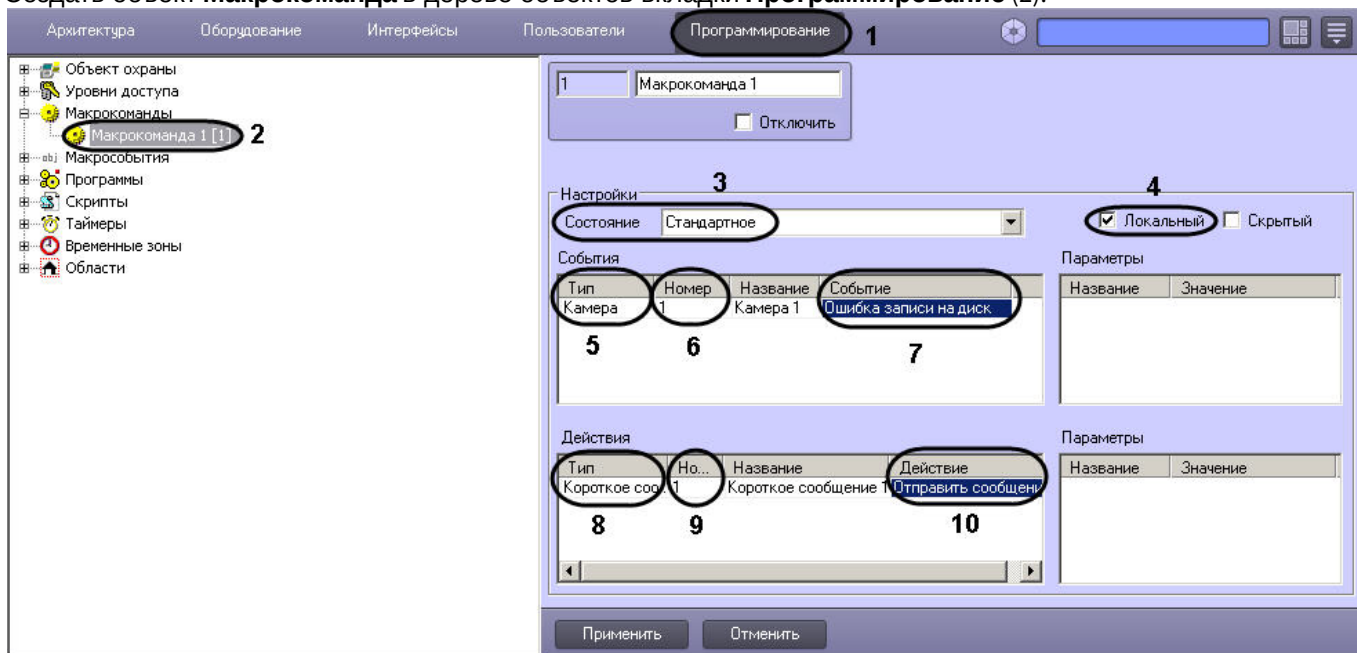 Создать объект Макрокоманда в дереве объектов вкладки Программирование (2).
Архитектура Оборудование Интерфейсы Пользователи Программирование 1
Объект охраны
Уровни доступа
Макрокоманды
Макрокоманда 1 [1] 2
obj Макрособытия
Программы
Скрипты
Таймеры
Временные зоны
Области
1 Макрокоманда 1
Отключить
Настройки 3 4
Состояние Стандартное Локальный Скрытый
События Параметры
Тип Номер Название Событие Название Значение
Камера 1 Камера 1 Ошибка записи на диск
5 6 7
Действия Параметры
Тип Но... Название Действие Название Значение
Короткое соо.. 1 Короткое сообщение 1 Отправить сообщени
8 9 10
Применить Отменить